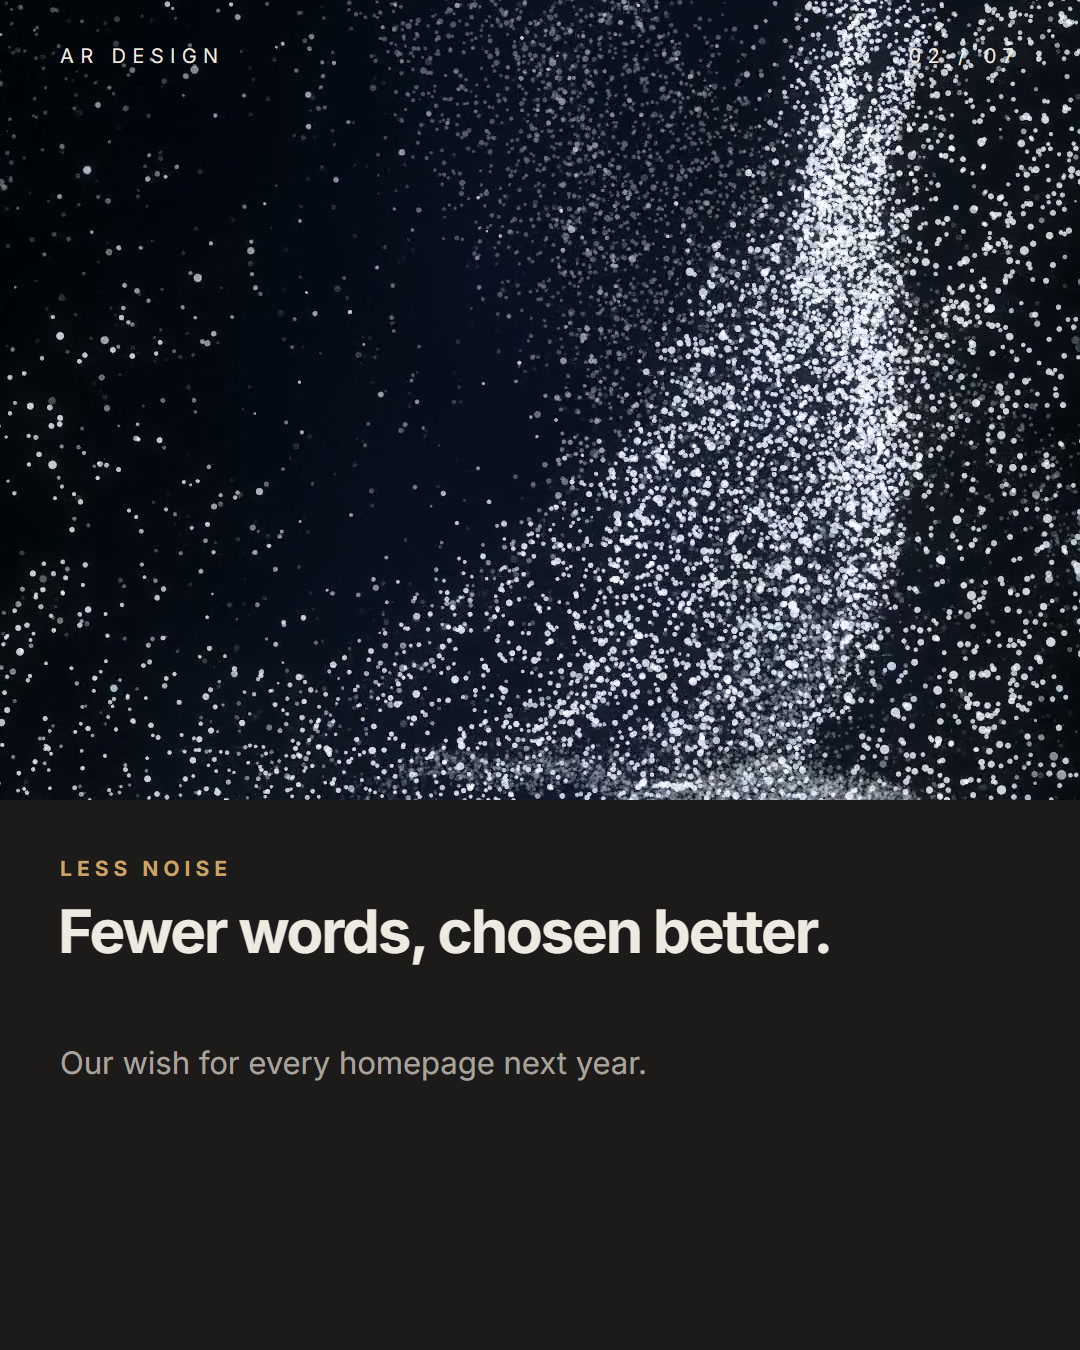 AR DESIGN
02 / 07
LESS NOISE
Fewer words, chosen better.
Our wish for every homepage next year.